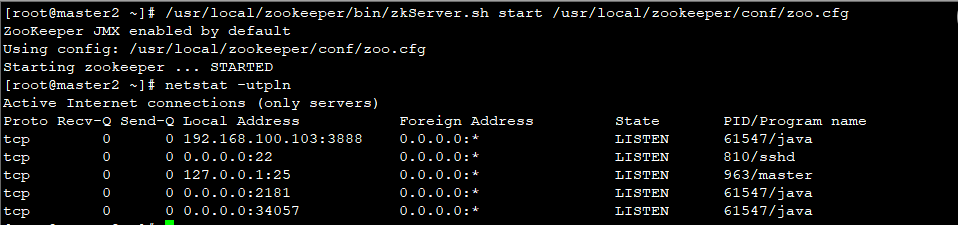 [root@master2 ~]# /usr/local/zookeeper/bin/zkServer.sh start /usr/local/zookeeper/conf/zoo.cfg
ZooKeeper JMX enabled by default
Using config: /usr/local/zookeeper/conf/zoo.cfg
Starting zookeeper ... STARTED
[root@master2 ~]# netstat -utpln
Active Internet connections (only servers)
Proto Recv-Q Send-Q Local Address           Foreign Address         State       PID/Program name
tcp        0      0 192.168.100.103:3888    0.0.0.0:*               LISTEN      61547/java
tcp        0      0 0.0.0.0:22              0.0.0.0:*               LISTEN      810/sshd
tcp        0      0 127.0.0.1:25            0.0.0.0:*               LISTEN      963/master
tcp        0      0 0.0.0.0:2181            0.0.0.0:*               LISTEN      61547/java
tcp        0      0 0.0.0.0:34057           0.0.0.0:*               LISTEN      61547/java